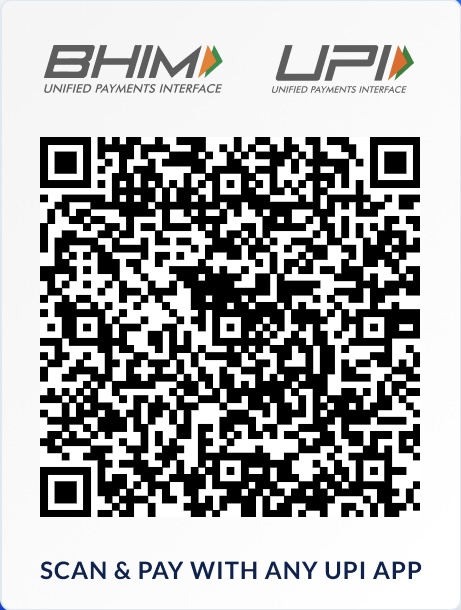 BHIM UPI
UNIFIED PAYMENTS INTERFACE UNIFIED PAYMENTS INTERFACE
SCAN & PAY WITH ANY UPI APP